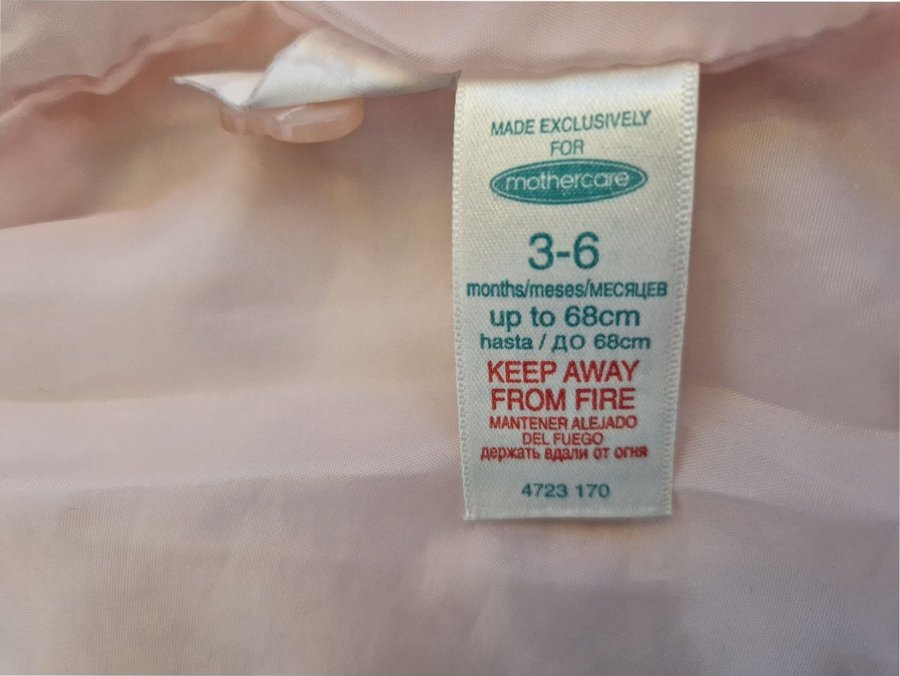 MADE EXCLUSIVELY
FOR
mothercare
3-6
months/meses/МЕСЯЦЕВ
up to 68cm
hasta / ДО 68cm
KEEP AWAY
FROM FIRE
MANTENER ALEJADO
DEL FUEGO
держать вдали от огня
4723 170